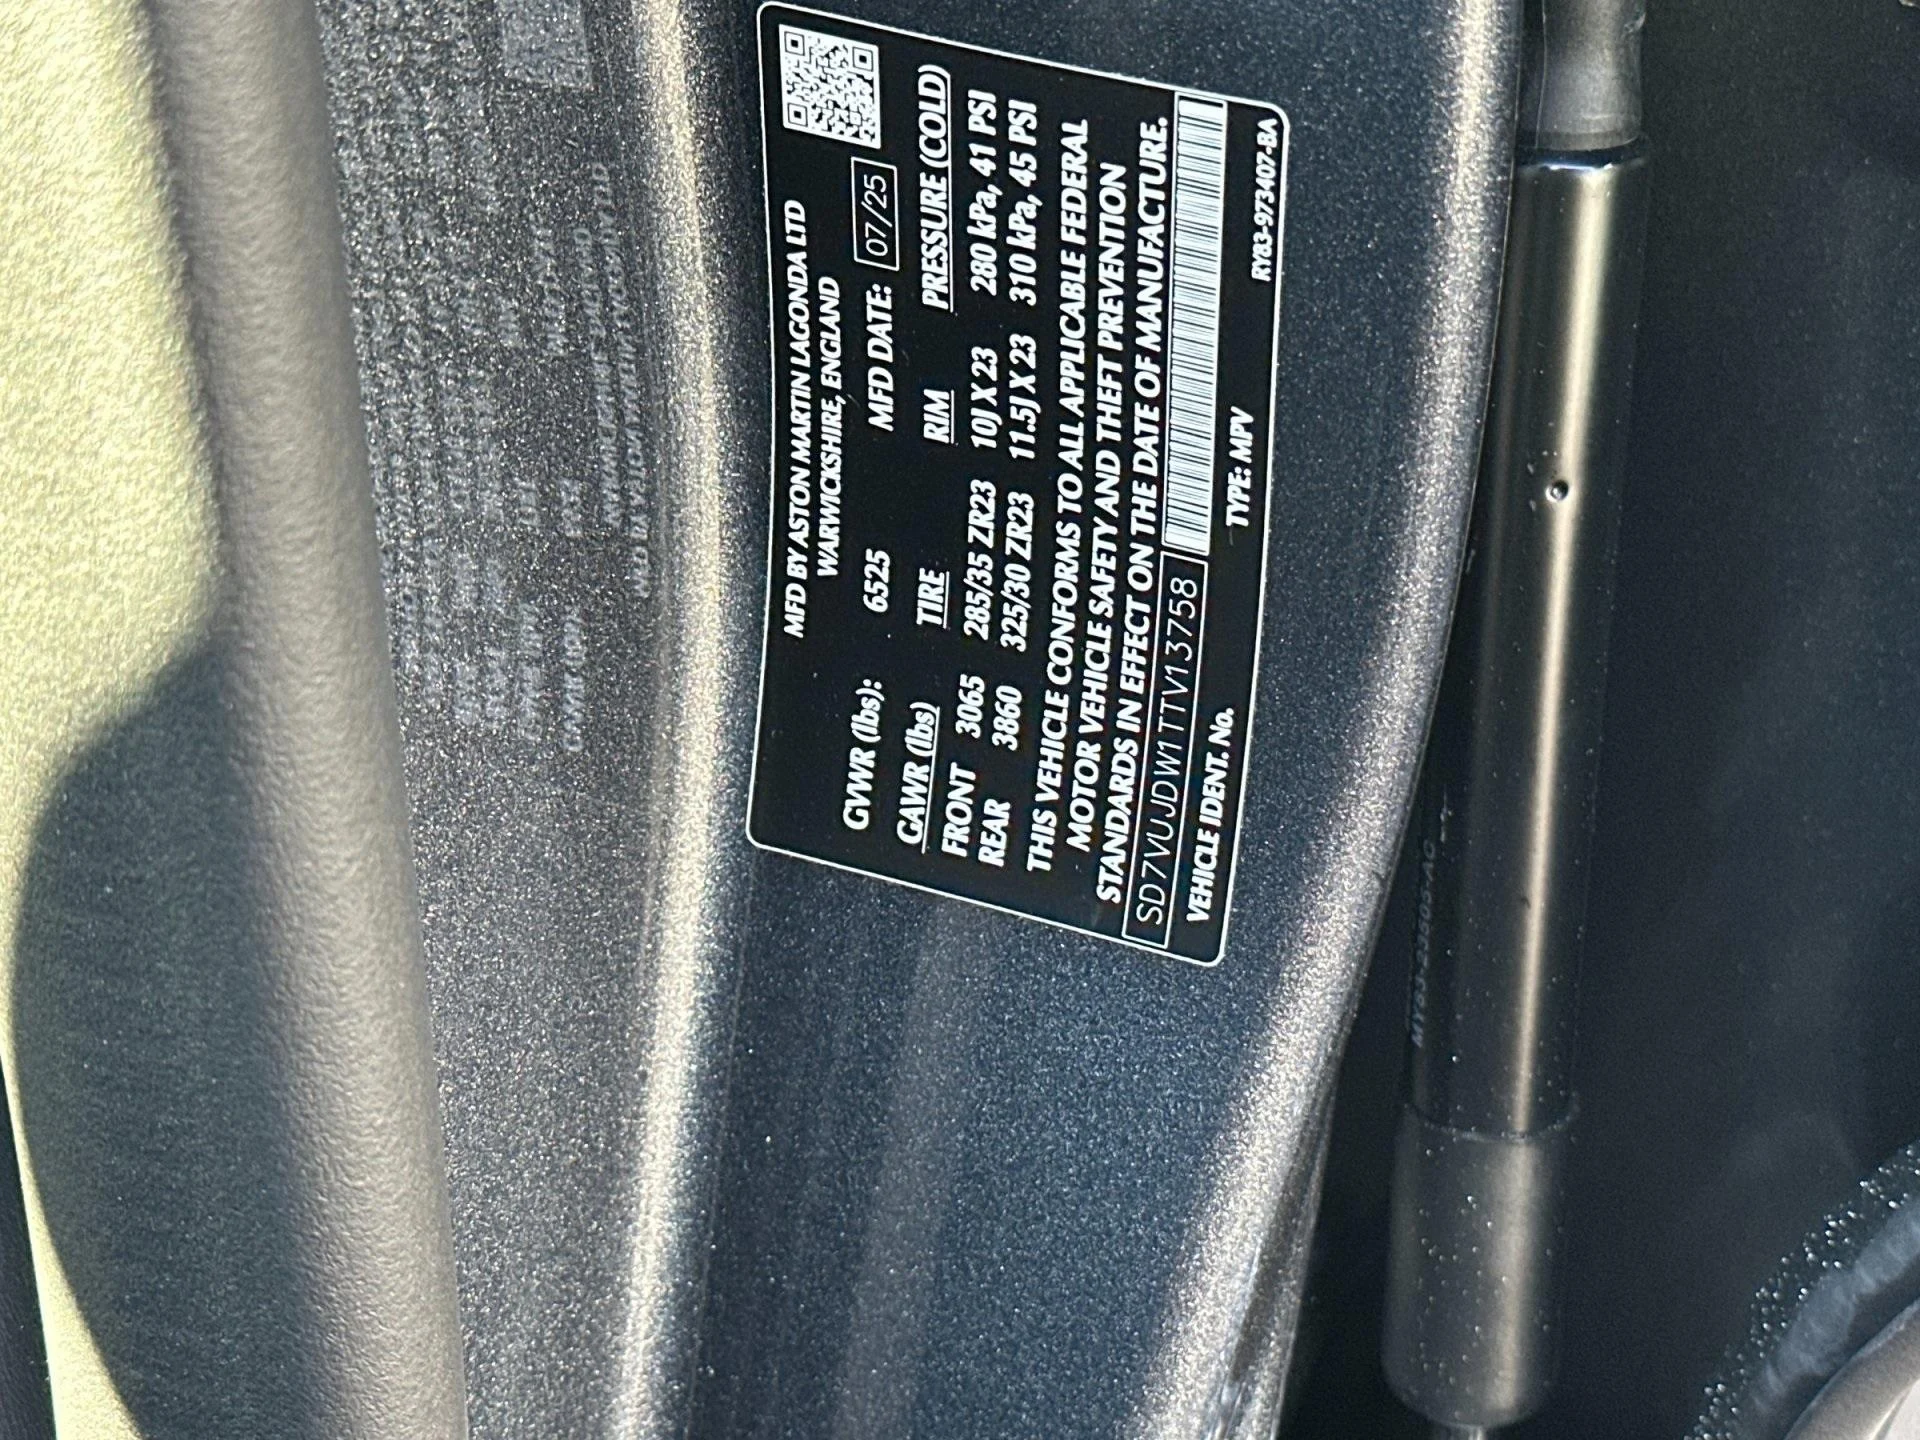 MFD BY ASTON MARTIN LAGONDA LTD
WARWICKSHIRE, ENGLAND
GVWR (lbs): 6525 MFD DATE: 07/25
GAWR (lbs) TIRE RIM PRESSURE (COLD)
FRONT 3065 285/35 ZR23 10J X 23 280 kPa, 41 PSI
REAR 3860 325/30 ZR23 11.5J X 23 310 kPa, 45 PSI
THIS VEHICLE CONFORMS TO ALL APPLICABLE FEDERAL
MOTOR VEHICLE SAFETY AND THEFT PREVENTION
STANDARDS IN EFFECT ON THE DATE OF MANUFACTURE.
SD7VUJDW1TTV13758
VEHICLE IDENT. No. TYPE: MPV RY83-973407-BA